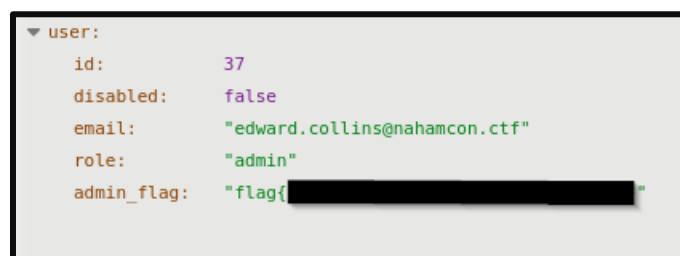 user:
id: 37
disabled: false
email: "edward.collins@nahamcon.ctf"
role: "admin"
admin_flag: "flag{"